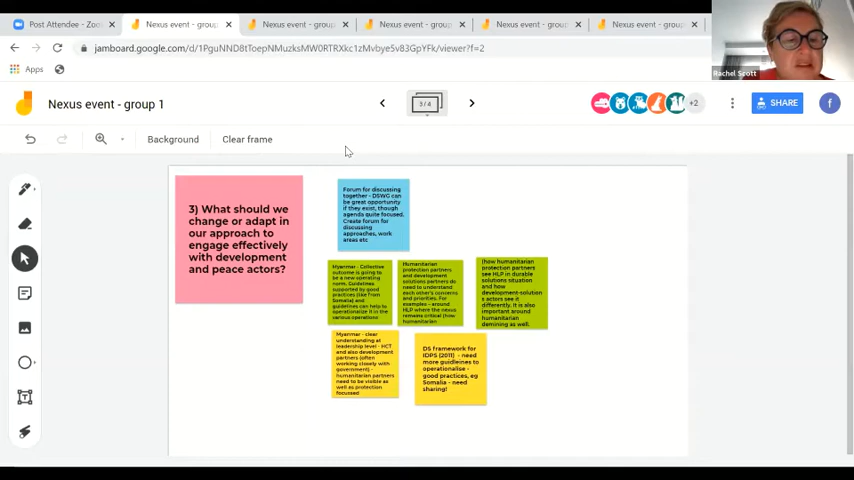 Post Attendee - Zoo
Nexus event - group 1
Nexus event - group
Nexus event - group
Nexus event - group
Nexus event - group
jamboard.google.com/d/1PguNND8tToepNMuzksMW0RTRXkc1zMvbye5v83GpYFk/viewer?f=2
Apps
Rachel Scott
Nexus event - group 1
3/4
+2
SHARE
f
Background
Clear frame
3) What should we
change or adapt in
our approach to
engage effectively
with development
and peace actors?
Forum for discussing
together - DSWG can
be great opportunity
if they exist, though
agenda quite focused.
Create forum for
discussing
approaches, work
areas etc
Myanmar - Collective
outcome is going to
be a new operating
norm. Guidelines
supported by good
practices (like from
Somalia) and
guidelines can help to
operationalize it in the
various operations
Humanitarian
protection partners
and development
solutions partners do
need to understand
each other's concerns
and priorities. For
example - around
HLP where the nexus
remains critical (how
humanitarian
(how humanitarian
protection partners
see HLP in durable
solutions situation
and how
development-solution
s actors see it
differently. It is also
important around
humanitarian
demining as well.
Myanmar - clear
understanding at
leadership level - HCT
and also development
partners (often
working closely with
government) -
humanitarian partners
need to be visible as
well as protection
focussed
DS framework for
IDPS (2011) - need
more guidleines to
operationalise -
good practices, eg
Somalia - need
sharing!